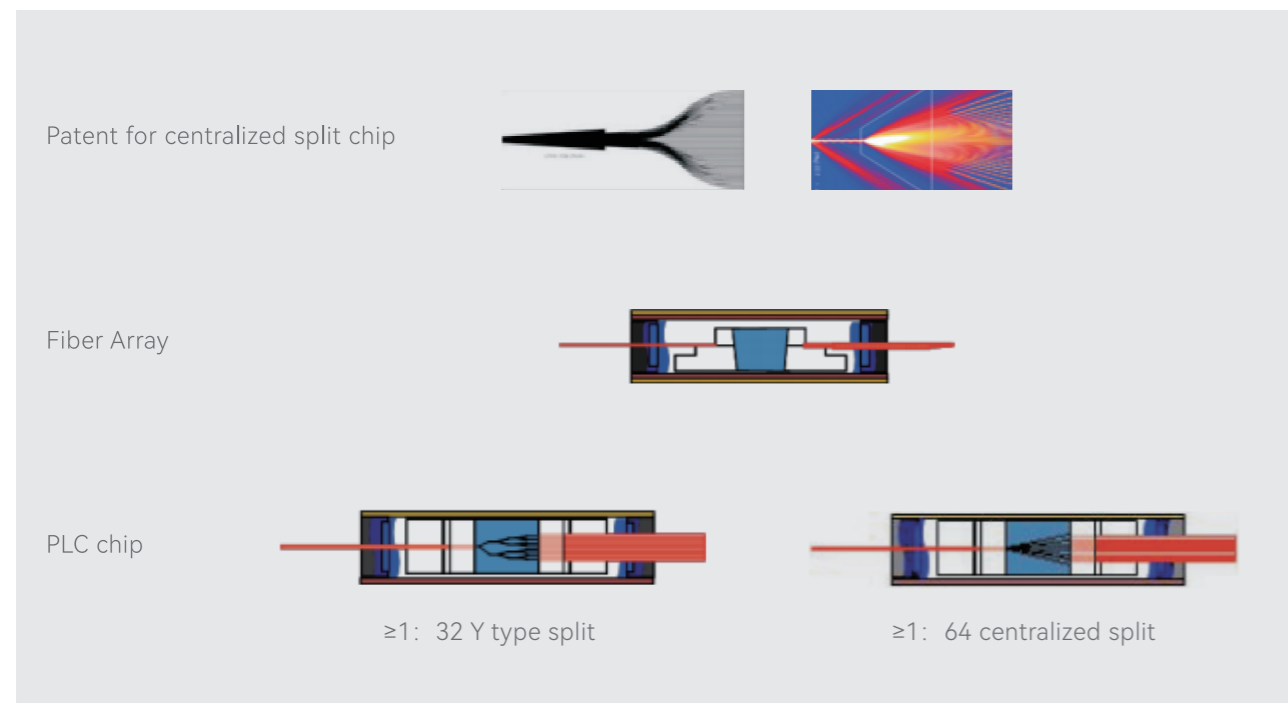 Patent for centralized split chip
Fiber Array
PLC chip
≥1: 32 Y type split
≥1: 64 centralized split